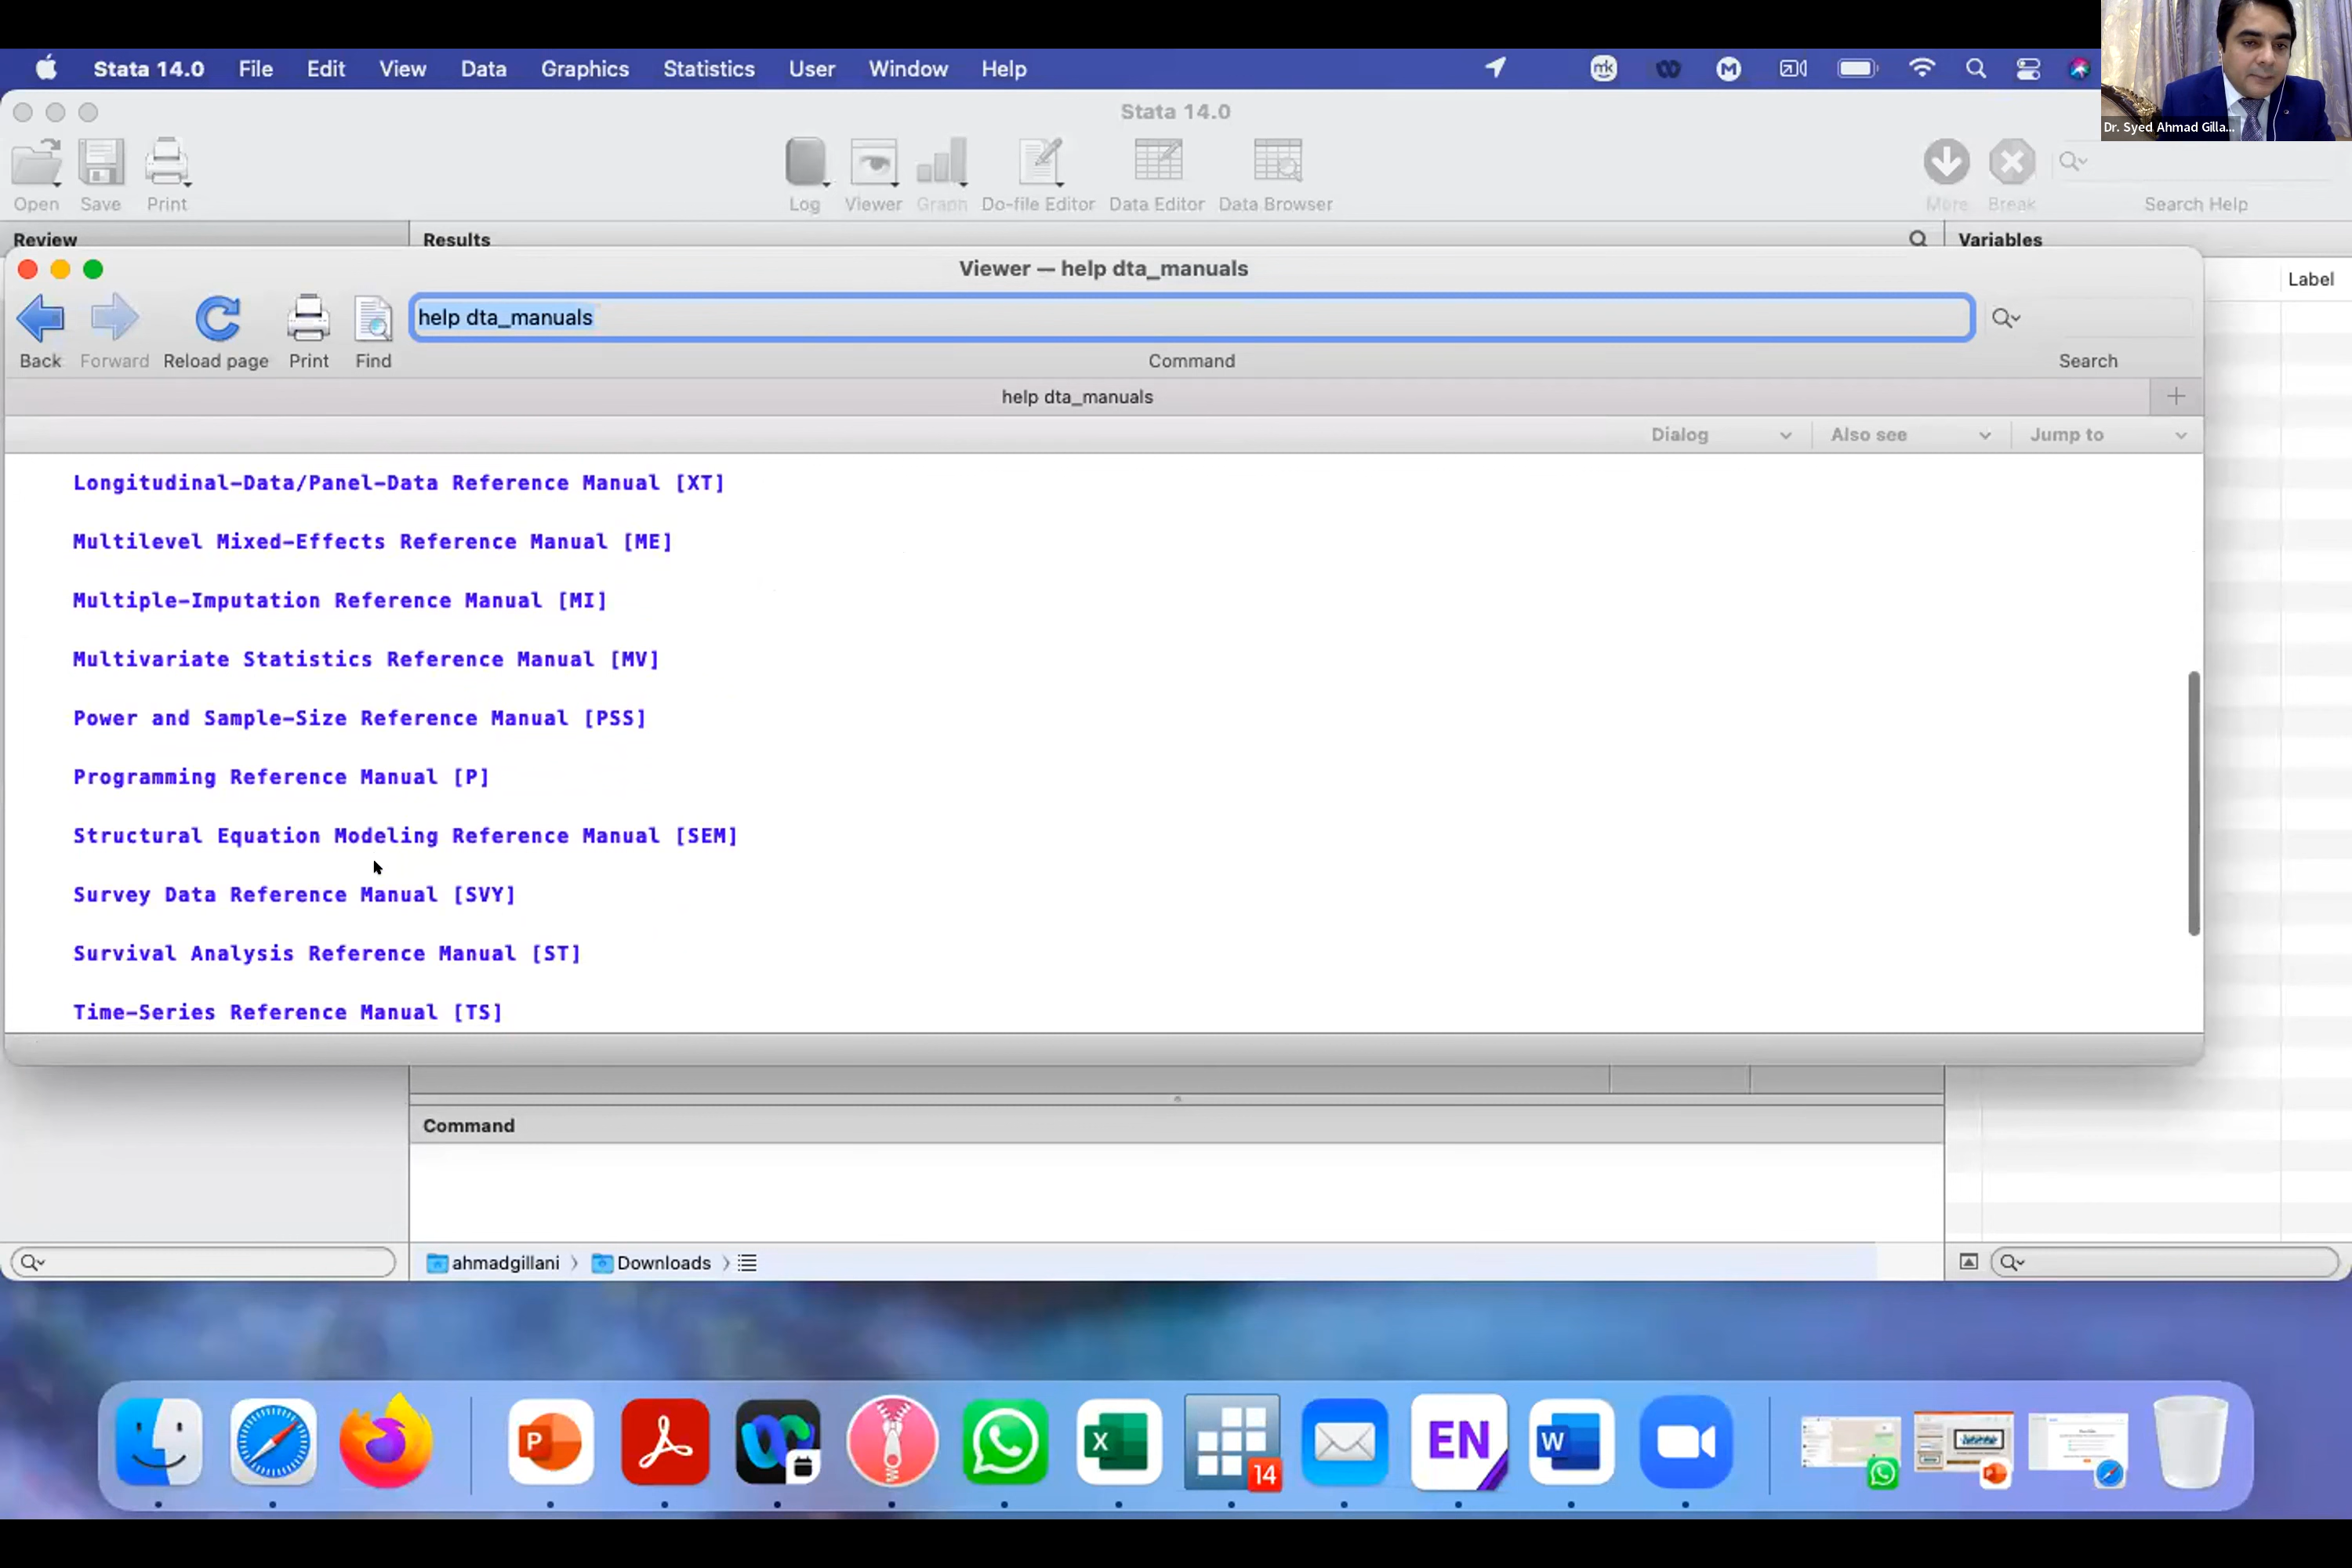 Stata 14.0 File Edit View Data Graphics Statistics User Window Help
mk M
Dr. Syed Ahmad Gilla...
Stata 14.0
Open Save Print Log Viewer Graph Do-file Editor Data Editor Data Browser More Break Search Help
Review Results Variables
Label
Viewer — help dta_manuals
help dta_manuals
Back Forward Reload page Print Find Command Search
help dta_manuals
Dialog Also see Jump to
Longitudinal-Data/Panel-Data Reference Manual [XT]
Multilevel Mixed-Effects Reference Manual [ME]
Multiple-Imputation Reference Manual [MI]
Multivariate Statistics Reference Manual [MV]
Power and Sample-Size Reference Manual [PSS]
Programming Reference Manual [P]
Structural Equation Modeling Reference Manual [SEM]
Survey Data Reference Manual [SVY]
Survival Analysis Reference Manual [ST]
Time-Series Reference Manual [TS]
Command
ahmadgillani Downloads
P X 14 EN W